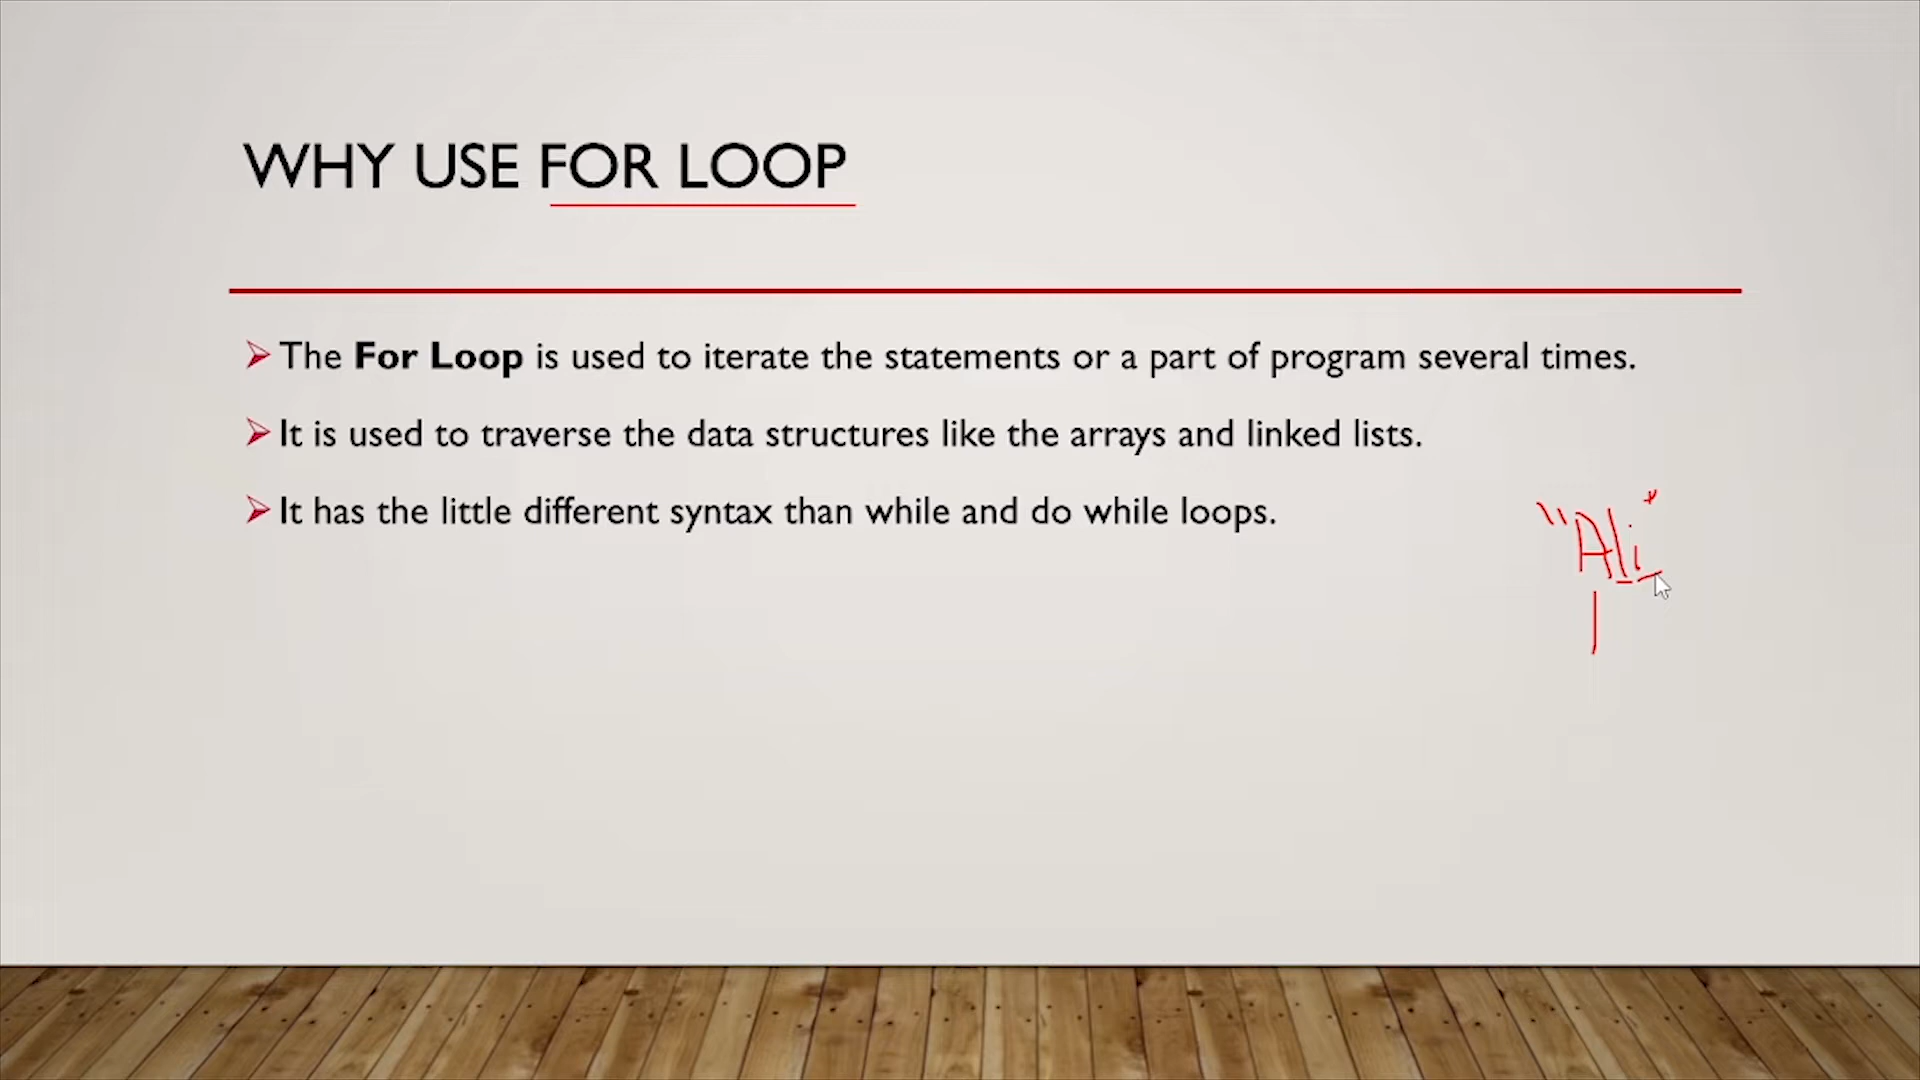 WHY USE FOR LOOP
The For Loop is used to iterate the statements or a part of program several times.
It is used to traverse the data structures like the arrays and linked lists.
It has the little different syntax than while and do while loops.
"Ali"